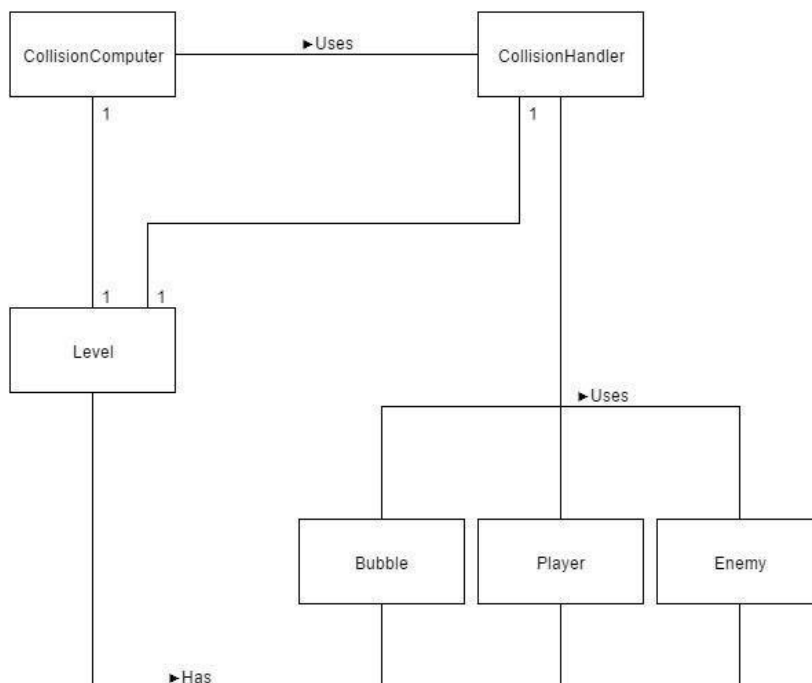 ►Uses
CollisionComputer
CollisionHandler
1
1
1
1
Level
►Uses
Bubble
Player
Enemy
►Has